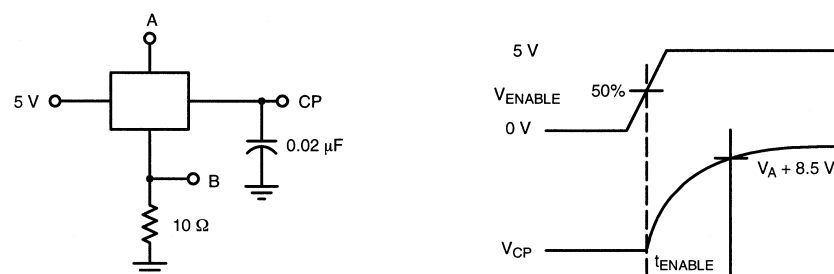 A
5 V
CP
0.02 μF
B
10 Ω
5 V
V_ENABLE
50%
0 V
V_A + 8.5 V
V_CP
t_ENABLE